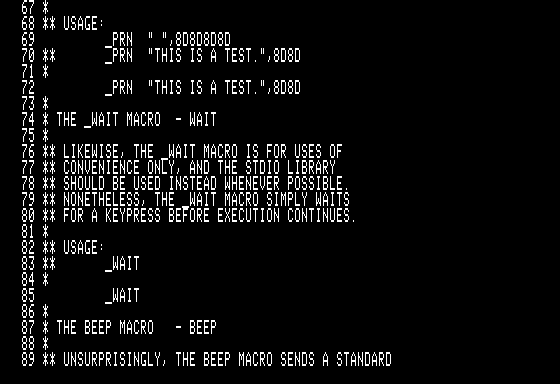 67 *
68 ** USAGE:
69 _PRN " ",8D8D8D8D
70 ** _PRN "THIS IS A TEST.",8D8D
71 *
72 _PRN "THIS IS A TEST.",8D8D
73 *
74 * THE _WAIT MACRO - WAIT
75 *
76 ** LIKEWISE, THE _WAIT MACRO IS FOR USES OF
77 ** CONVENIENCE ONLY, AND THE STDIO LIBRARY
78 ** SHOULD BE USED INSTEAD WHENEVER POSSIBLE.
79 ** NONETHELESS, THE _WAIT MACRO SIMPLY WAITS
80 ** FOR A KEYPRESS BEFORE EXECUTION CONTINUES.
81 *
82 ** USAGE:
83 ** _WAIT
84 *
85 _WAIT
86 *
87 * THE BEEP MACRO - BEEP
88 *
89 ** UNSURPRISINGLY, THE BEEP MACRO SENDS A STANDARD